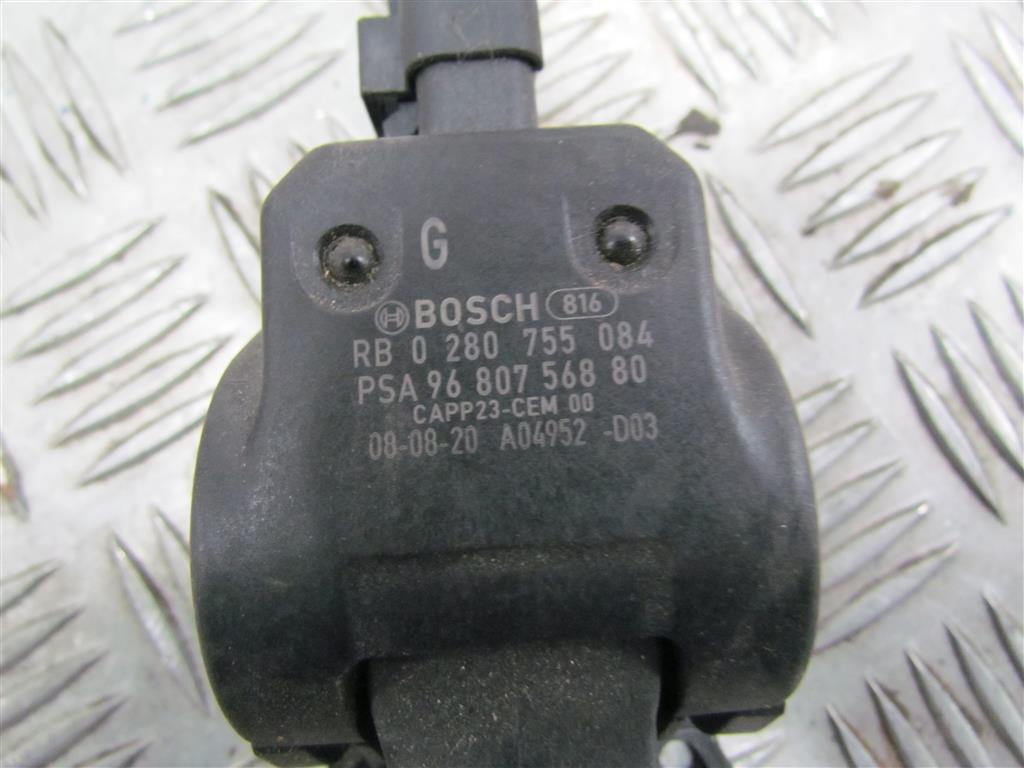 G
BOSCH 816
RB 0 280 755 084
PSA 96 807 568 80
CAPP23-CEM 00
08-08-20 A04952 -D03